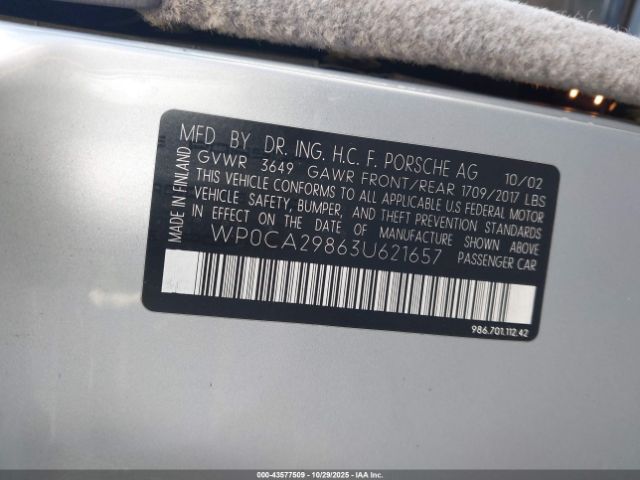 MFD BY DR. ING. H.C. F. PORSCHE AG 10/02
GVWR 3649 GAWR FRONT/REAR 1709/2017 LBS
THIS VEHICLE CONFORMS TO ALL APPLICABLE U.S FEDERAL MOTOR
VEHICLE SAFETY, BUMPER, AND THEFT PREVENTION STANDARDS
IN EFFECT ON THE DATE OF MANUFACTURE SHOWN ABOVE.
WP0CA29863U621657 PASSENGER CAR
MADE IN FINLAND
986.701.112.42
000-43577509 | 10/29/2025 | IAAI, Inc.